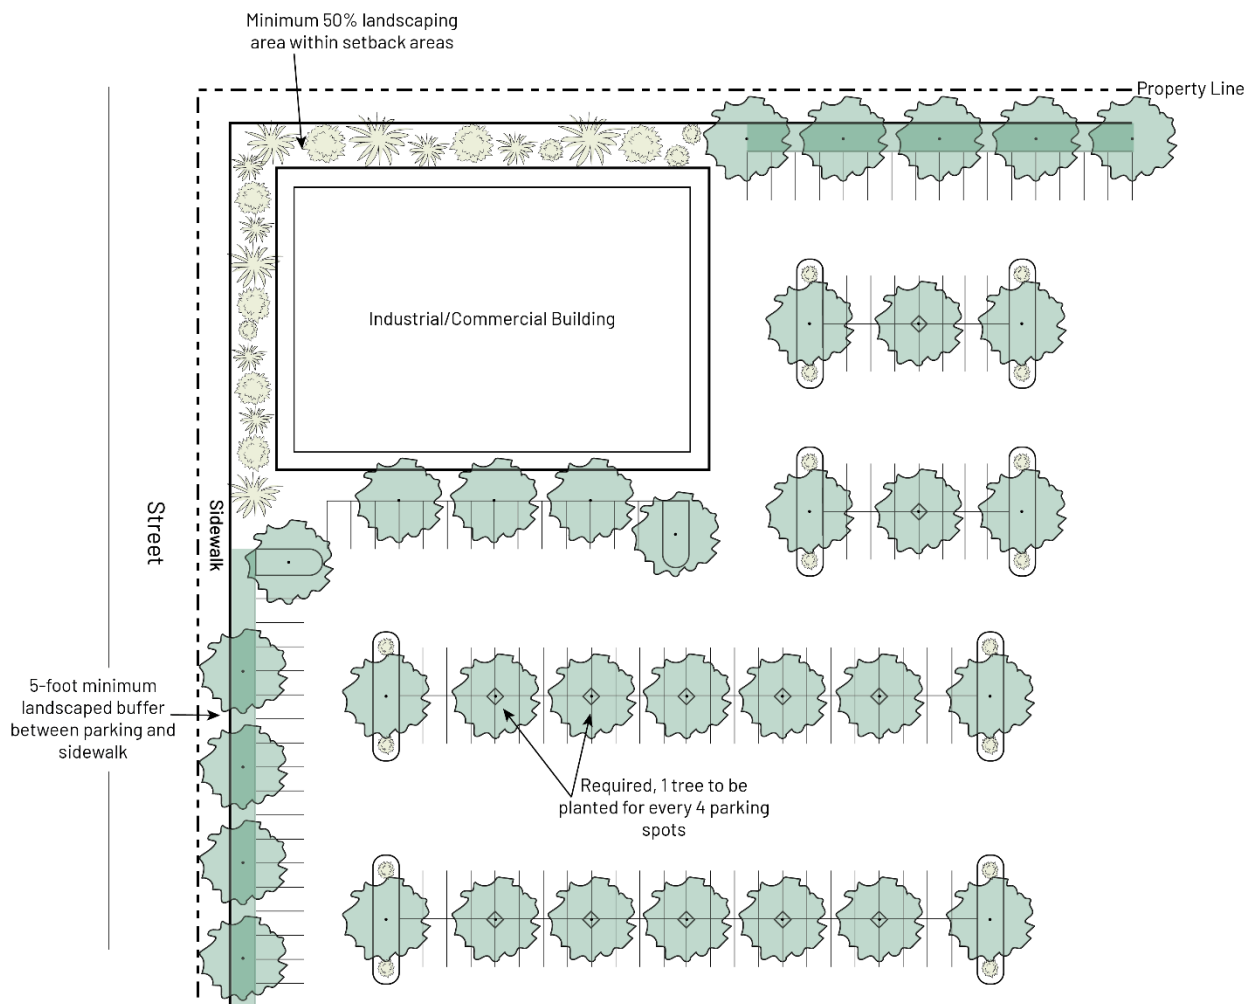 Minimum 50% landscaping
area within setback areas
Property Line
Industrial/Commercial Building
Street
Sidewalk
5-foot minimum
landscaped buffer
between parking and
sidewalk
Required, 1 tree to be
planted for every 4 parking
spots